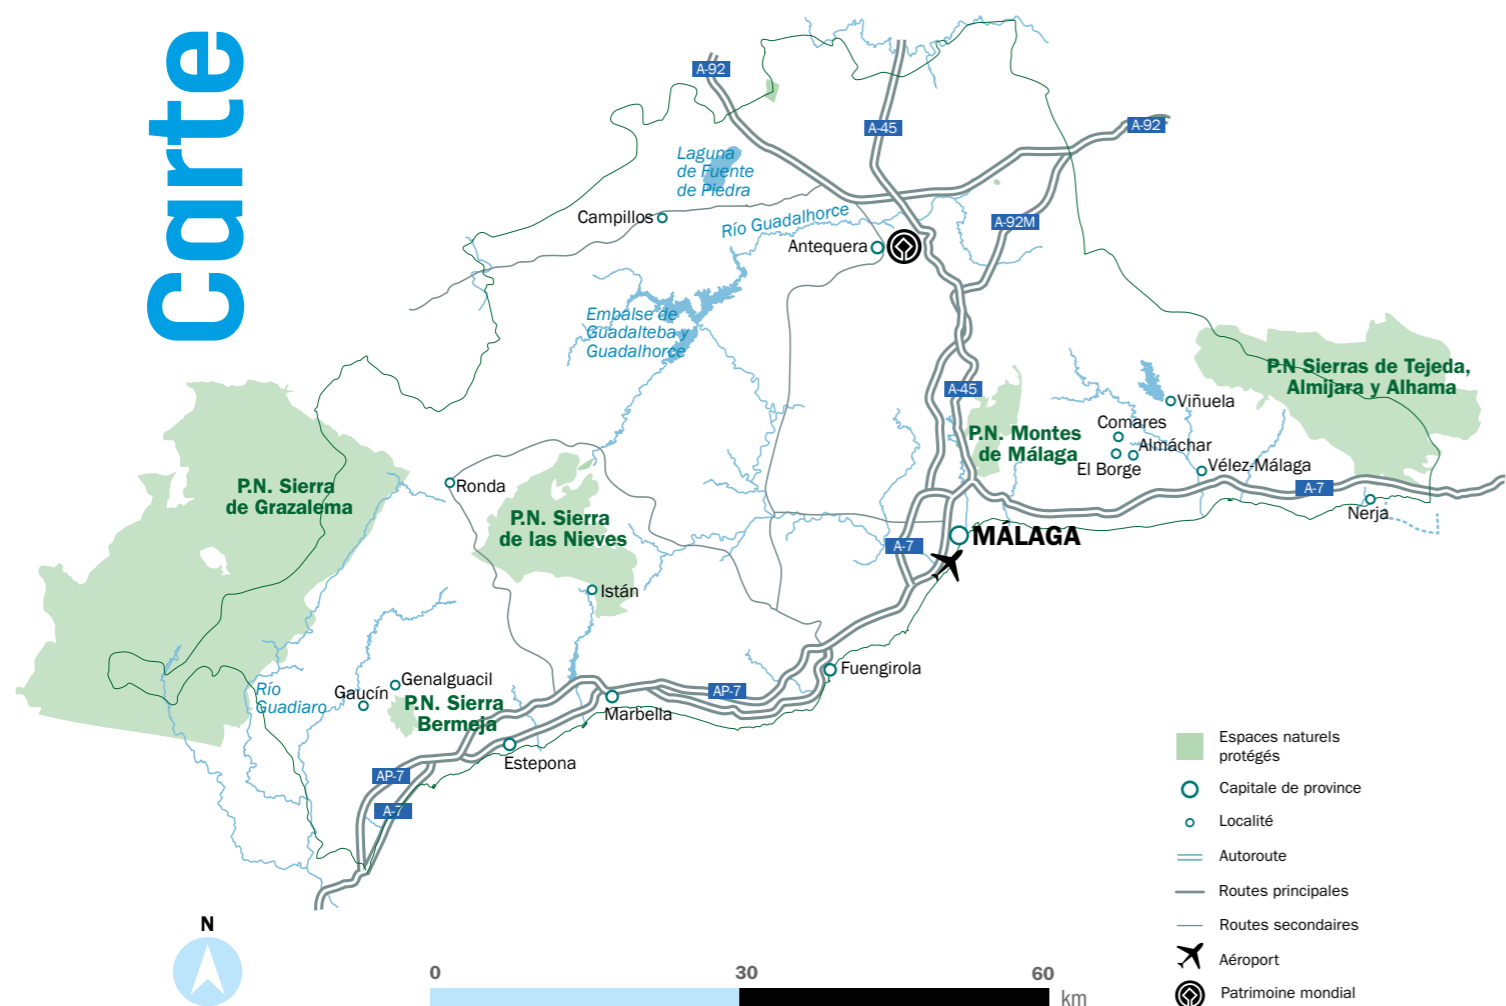 Carte
A-92
A-45
A-92
Laguna
de Fuente
de Piedra
Campillos
Río Guadalhorce
A-92M
Antequera
Embalse de
Guadalteba y
Guadalhorce
P.N Sierras de Tejeda,
Almijara y Alhama
A-45
Viñuela
Comares
P.N. Montes
de Málaga
Almáchar
El Borge
Vélez-Málaga
A-7
Nerja
P.N. Sierra
de Grazalema
Ronda
P.N. Sierra
de las Nieves
MÁLAGA
A-7
Istán
Fuengirola
Genalguacil
Gaucín
Río
Guadiaro
P.N. Sierra
Bermeja
AP-7
Marbella
Estepona
AP-7
A-7
Espaces naturels
protégés
Capitale de province
Localité
Autoroute
Routes principales
Routes secondaires
Aéroport
Patrimoine mondial
N
0 30 60
km